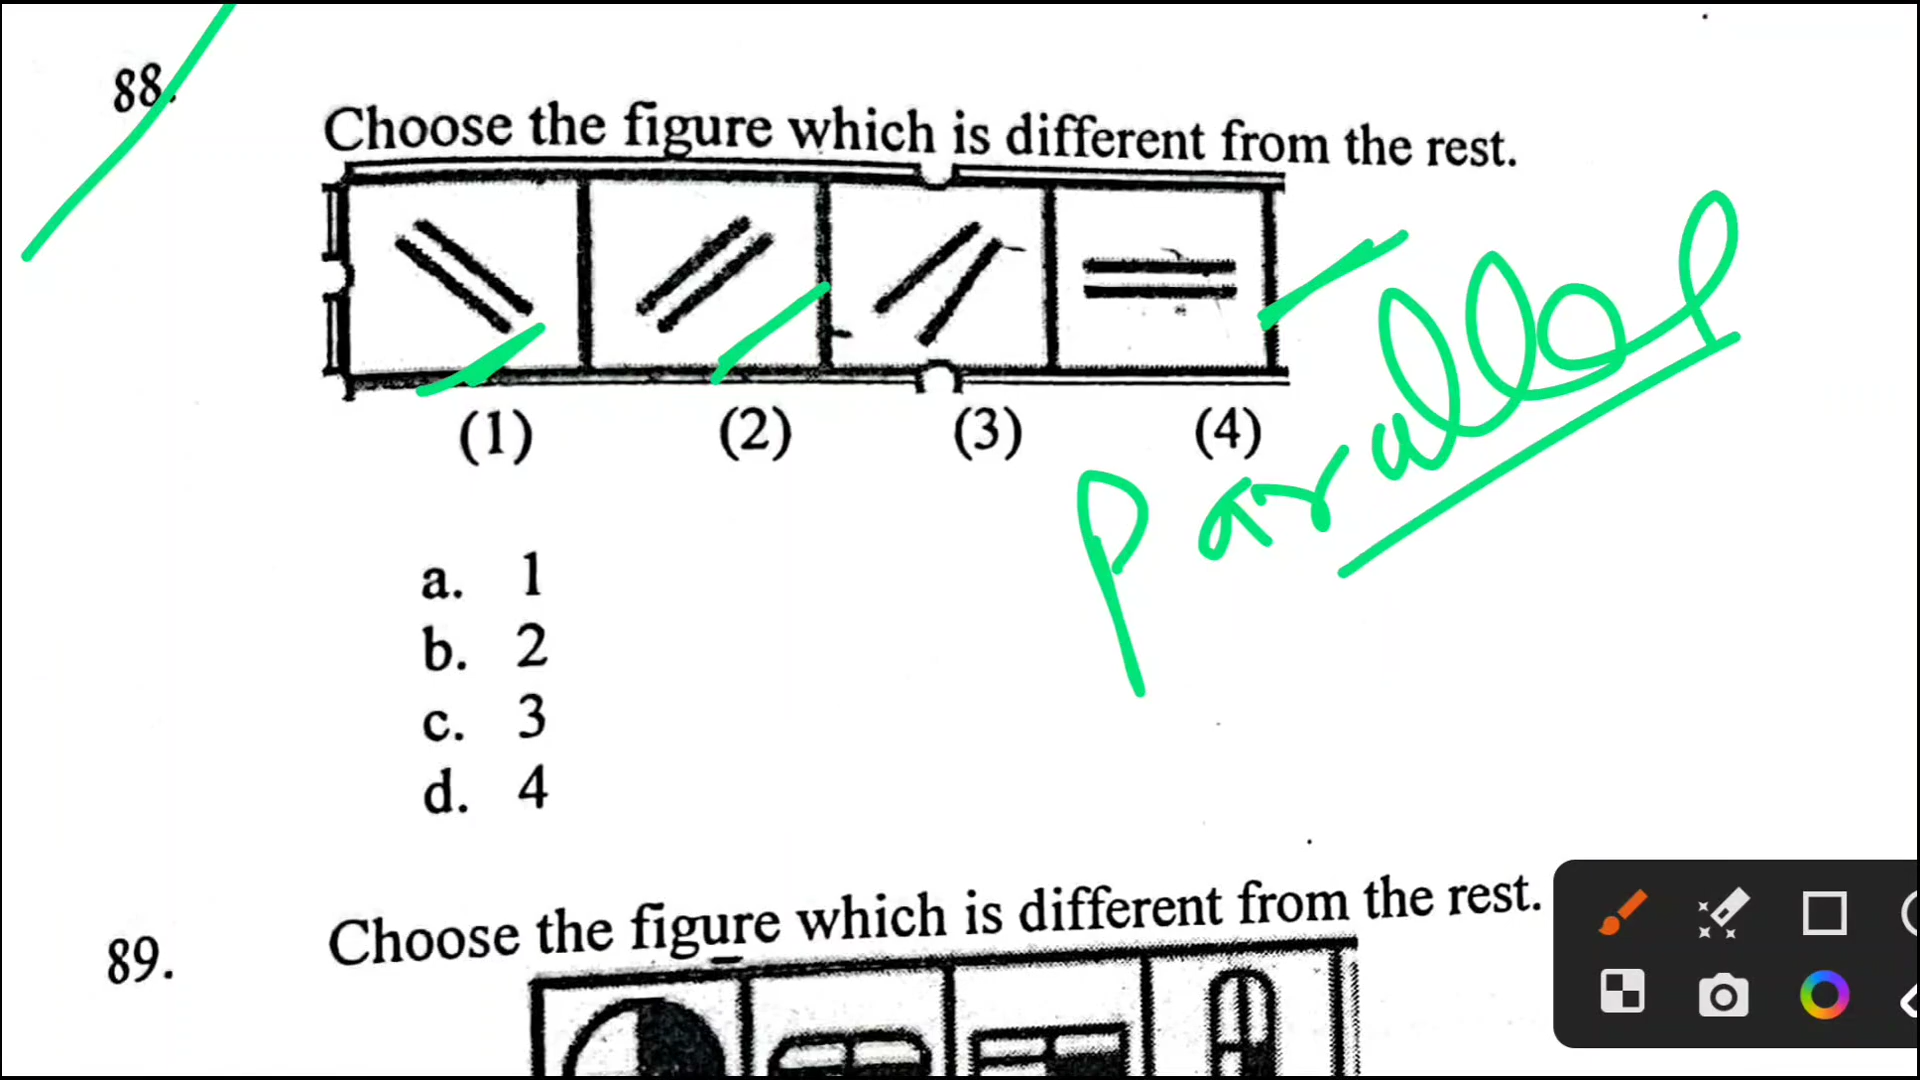 88.
Choose the figure which is different from the rest.
(1) (2) (3) (4)
parallel
a. 1
b. 2
c. 3
d. 4
89.
Choose the figure which is different from the rest.